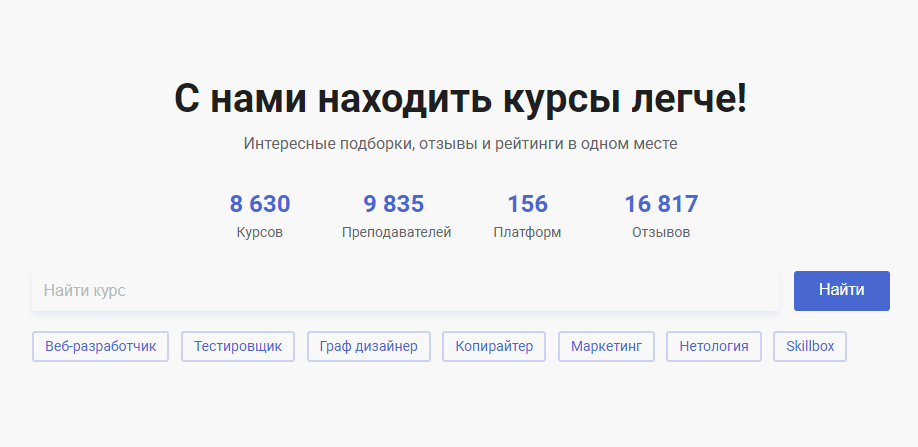 С нами находить курсы легче!
Интересные подборки, отзывы и рейтинги в одном месте
8 630 9 835 156 16 817
Курсов Преподавателей Платформ Отзывов
Найти курс Найти
Веб-разработчик Тестировщик Граф дизайнер Копирайтер Маркетинг Нетология Skillbox